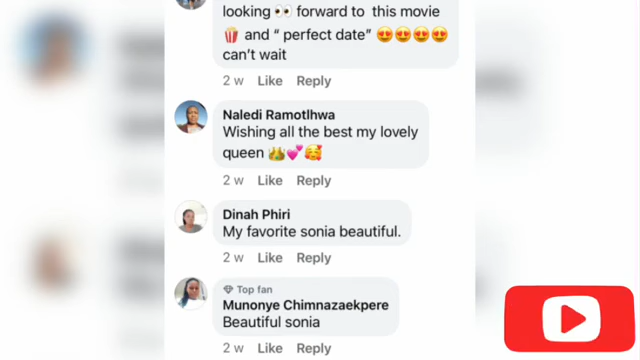 looking 👀 forward to this movie
🍿 and “ perfect date” 😍😍😍😍
can’t wait
2 w Like Reply
Naledi Ramotlhwa
Wishing all the best my lovely
queen 👑💕🥰
2 w Like Reply
Dinah Phiri
My favorite sonia beautiful.
2 w Like Reply
Top fan
Munonye Chimnazaekpere
Beautiful sonia
2 w Like Reply